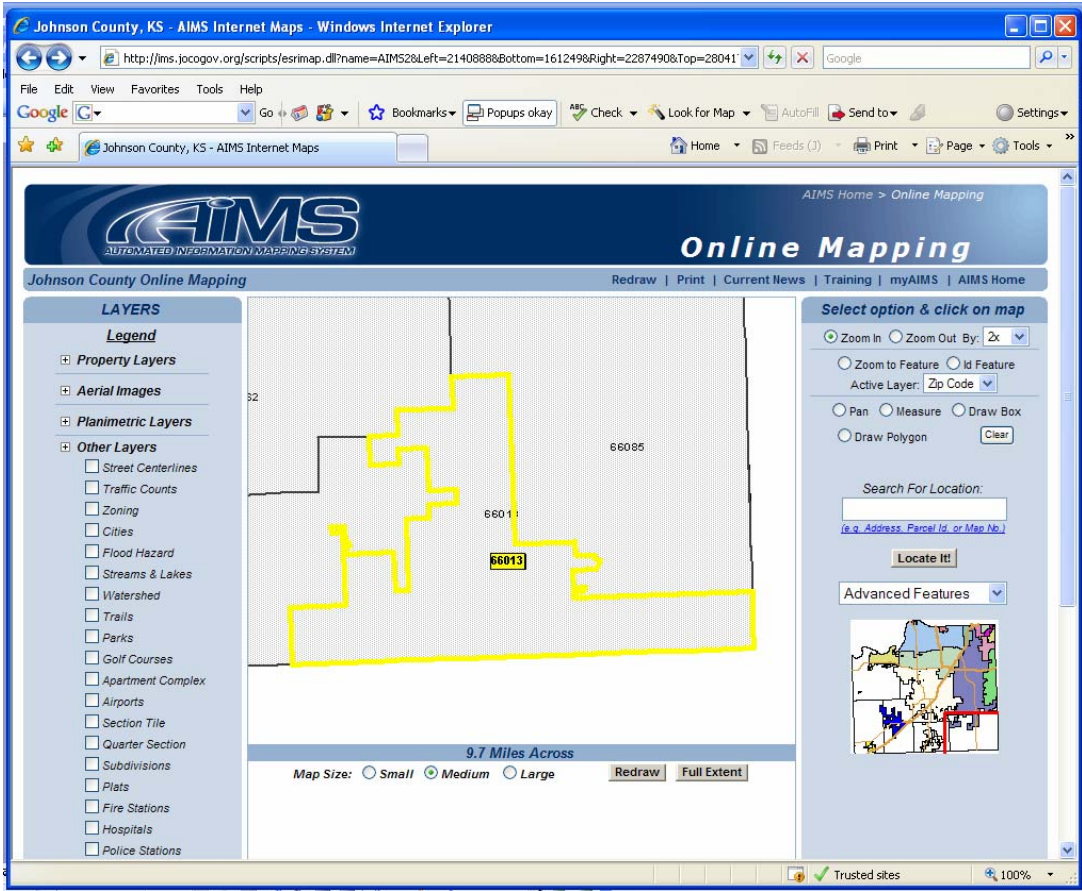 Johnson County, KS - AIMS Internet Maps - Windows Internet Explorer
http://ims.jocogov.org/scripts/esrimap.dll?name=AIMS2&Left=2140888&Bottom=161249&Right=2287490&Top=28041
Google
File Edit View Favorites Tools Help
Google G Go Bookmarks Popups okay ABC Check Look for Map AutoFill Send to Settings
Johnson County, KS - AIMS Internet Maps Home Feeds (J) Print Page Tools »
AIMS Home > Online Mapping
AIMS
AUTOMATED INFORMATION MAPPING SYSTEM
Online Mapping
Johnson County Online Mapping
Redraw | Print | Current News | Training | myAIMS | AIMS Home
LAYERS
Legend
Property Layers
Aerial Images
Planimetric Layers
Other Layers
Street Centerlines
Traffic Counts
Zoning
Cities
Flood Hazard
Streams & Lakes
Watershed
Trails
Parks
Golf Courses
Apartment Complex
Airports
Section Tile
Quarter Section
Subdivisions
Plats
Fire Stations
Hospitals
Police Stations
62
66085
66013
66013
9.7 Miles Across
Map Size: Small Medium Large Redraw Full Extent
Select option & click on map
Zoom In Zoom Out By: 2x
Zoom to Feature Id Feature
Active Layer: Zip Code
Pan Measure Draw Box
Draw Polygon Clear
Search For Location:
(e.g. Address, Parcel Id, or Map No.)
Locate It!
Advanced Features
Trusted sites 100%